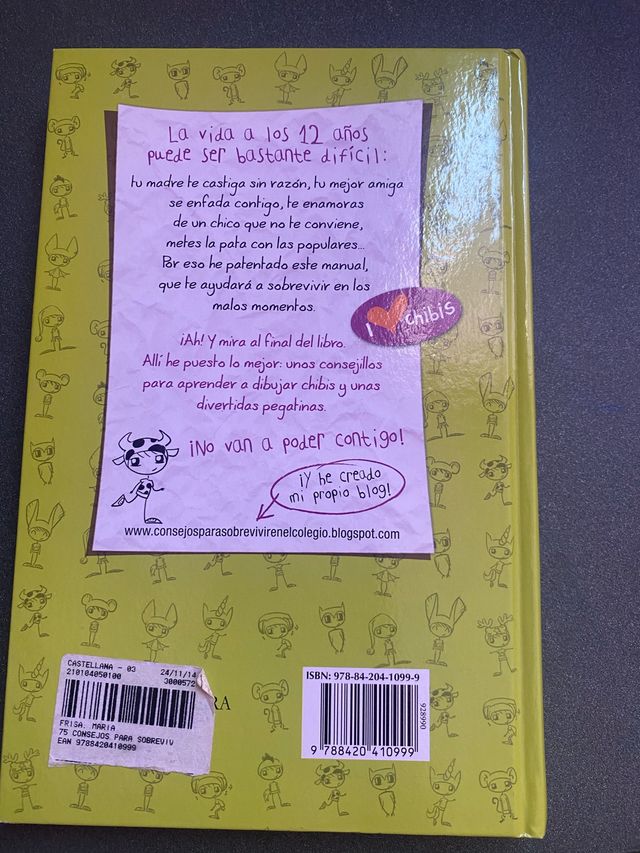 La vida a los 12 años
puede ser bastante difícil:
tu madre te castiga sin razón, tu mejor amiga
se enfada contigo, te enamoras
de un chico que no te conviene,
metes la pata con las populares...
Por eso he patentado este manual,
que te ayudará a sobrevivir en los
malos momentos.
I ❤ chibis
¡Ah! Y mira al final del libro.
Allí he puesto lo mejor: unos consejillos
para aprender a dibujar chibis y unas
divertidas pegatinas.
¡No van a poder contigo!
¡Y he creado
mi propio blog!
www.consejosparasobrevivirenelcolegio.blogspot.com
CASTELLANA - 03 24/11/14
210104050100 3000572
FRISA, MARIA
75 CONSEJOS PARA SOBREVIV
EAN 9788420410999
RA
ISBN: 978-84-204-1099-9
928990
9 788420 410999